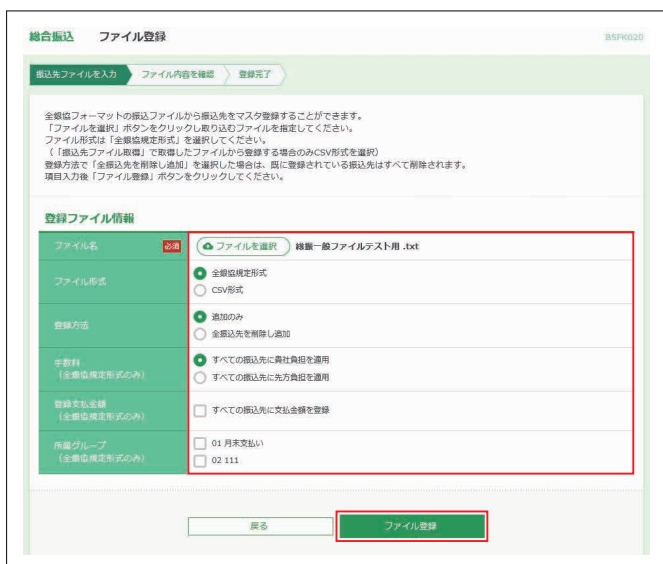 総合振込 ファイル登録
BSFK020
振込先ファイルを入力 ファイル内容を確認 登録完了
全銀協フォーマットの振込ファイルから振込先をマスタ登録することができます。
「ファイルを選択」ボタンをクリックし取り込むファイルを指定してください。
ファイル形式は「全銀協規定形式」を選択してください。
（「振込先ファイル取得」で取得したファイルから登録する場合のみCSV形式を選択）
登録方法で「全振込先を削除し追加」を選択した場合は、既に登録されている振込先はすべて削除されます。
項目入力後「ファイル登録」ボタンをクリックしてください。
登録ファイル情報
ファイル名 必須 ファイルを選択 総振一般ファイルテスト用 .txt
ファイル形式
全銀協規定形式
CSV形式
登録方法
追加のみ
全振込先を削除し追加
手数料
（全銀協規定形式のみ）
すべての振込先に貴社負担を適用
すべての振込先に先方負担を適用
登録支払金額
（全銀協規定形式のみ）
すべての振込先に支払金額を登録
所属グループ
（全銀協規定形式のみ）
01 月末支払い
02 111
戻る ファイル登録